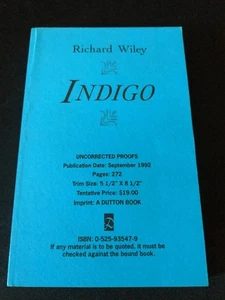 Richard Wiley
INDIGO
UNCORRECTED PROOFS
Publication Date: September 1992
Pages: 272
Trim Size: 5 1/2" X 8 1/2"
Tentative Price: $19.00
Imprint: A DUTTON BOOK
ISBN: 0-525-93547-9
If any material is to be quoted, it must be
checked against the bound book.